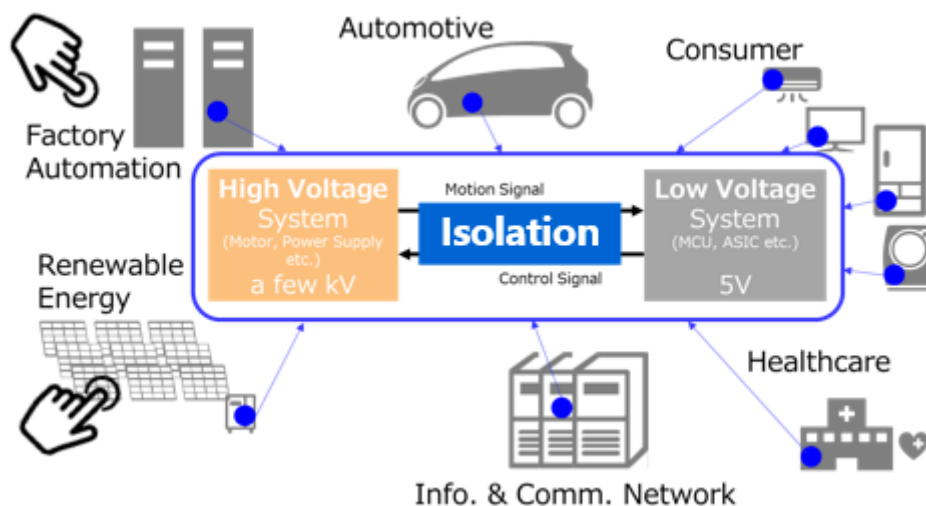 Automotive
Consumer
Factory
Automation
High Voltage
System
(Motor, Power Supply
etc.)
a few kV
Motion Signal
Isolation
Control Signal
Low Voltage
System
(MCU, ASIC etc.)
5V
Renewable
Energy
Healthcare
Info. & Comm. Network